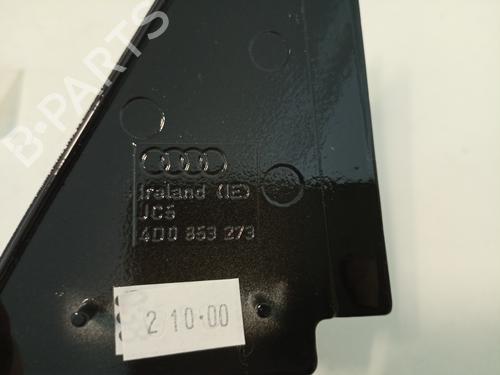 B-PARTS
Ireland (IE)
JCS
4D0 853 273
2 10·00